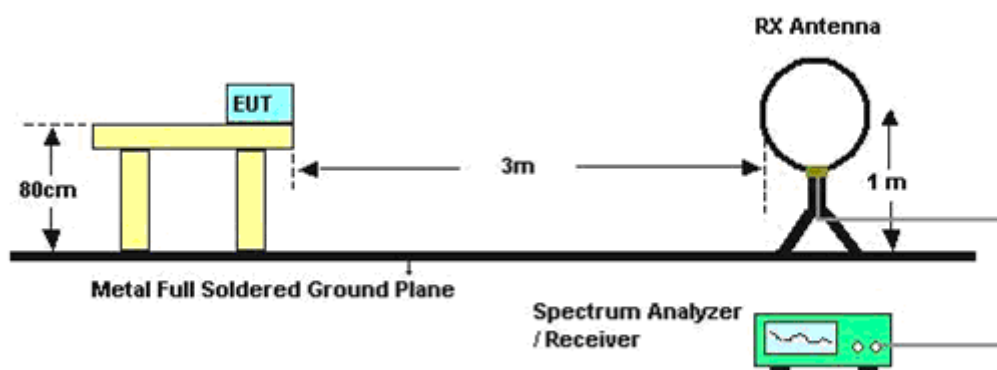 RX Antenna
EUT
80cm
3m
1 m
Metal Full Soldered Ground Plane
Spectrum Analyzer
/ Receiver